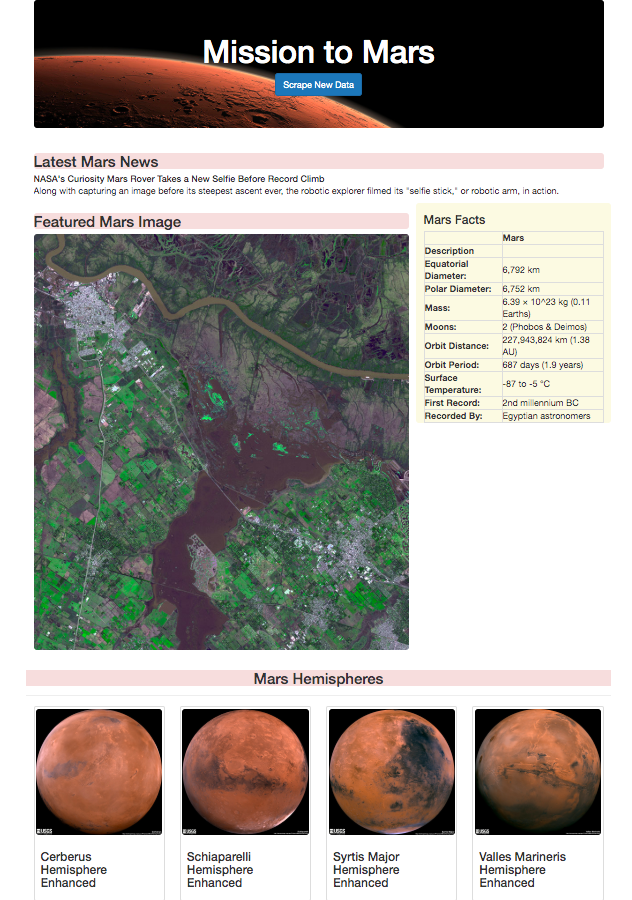 Mission to Mars
Scrape New Data
Latest Mars News
NASA's Curiosity Mars Rover Takes a New Selfie Before Record Climb
Along with capturing an image before its steepest ascent ever, the robotic explorer filmed its "selfie stick," or robotic arm, in action.
Featured Mars Image
Mars Facts
Mars
Description
Equatorial
Diameter:
6,792 km
Polar Diameter:
6,752 km
Mass:
6.39 × 10^23 kg (0.11
Earths)
Moons:
2 (Phobos & Deimos)
Orbit Distance:
227,943,824 km (1.38
AU)
Orbit Period:
687 days (1.9 years)
Surface
Temperature:
-87 to -5 °C
First Record:
2nd millennium BC
Recorded By:
Egyptian astronomers
Mars Hemispheres
USGS
USGS
USGS
USGS
Cerberus
Hemisphere
Enhanced
Schiaparelli
Hemisphere
Enhanced
Syrtis Major
Hemisphere
Enhanced
Valles Marineris
Hemisphere
Enhanced